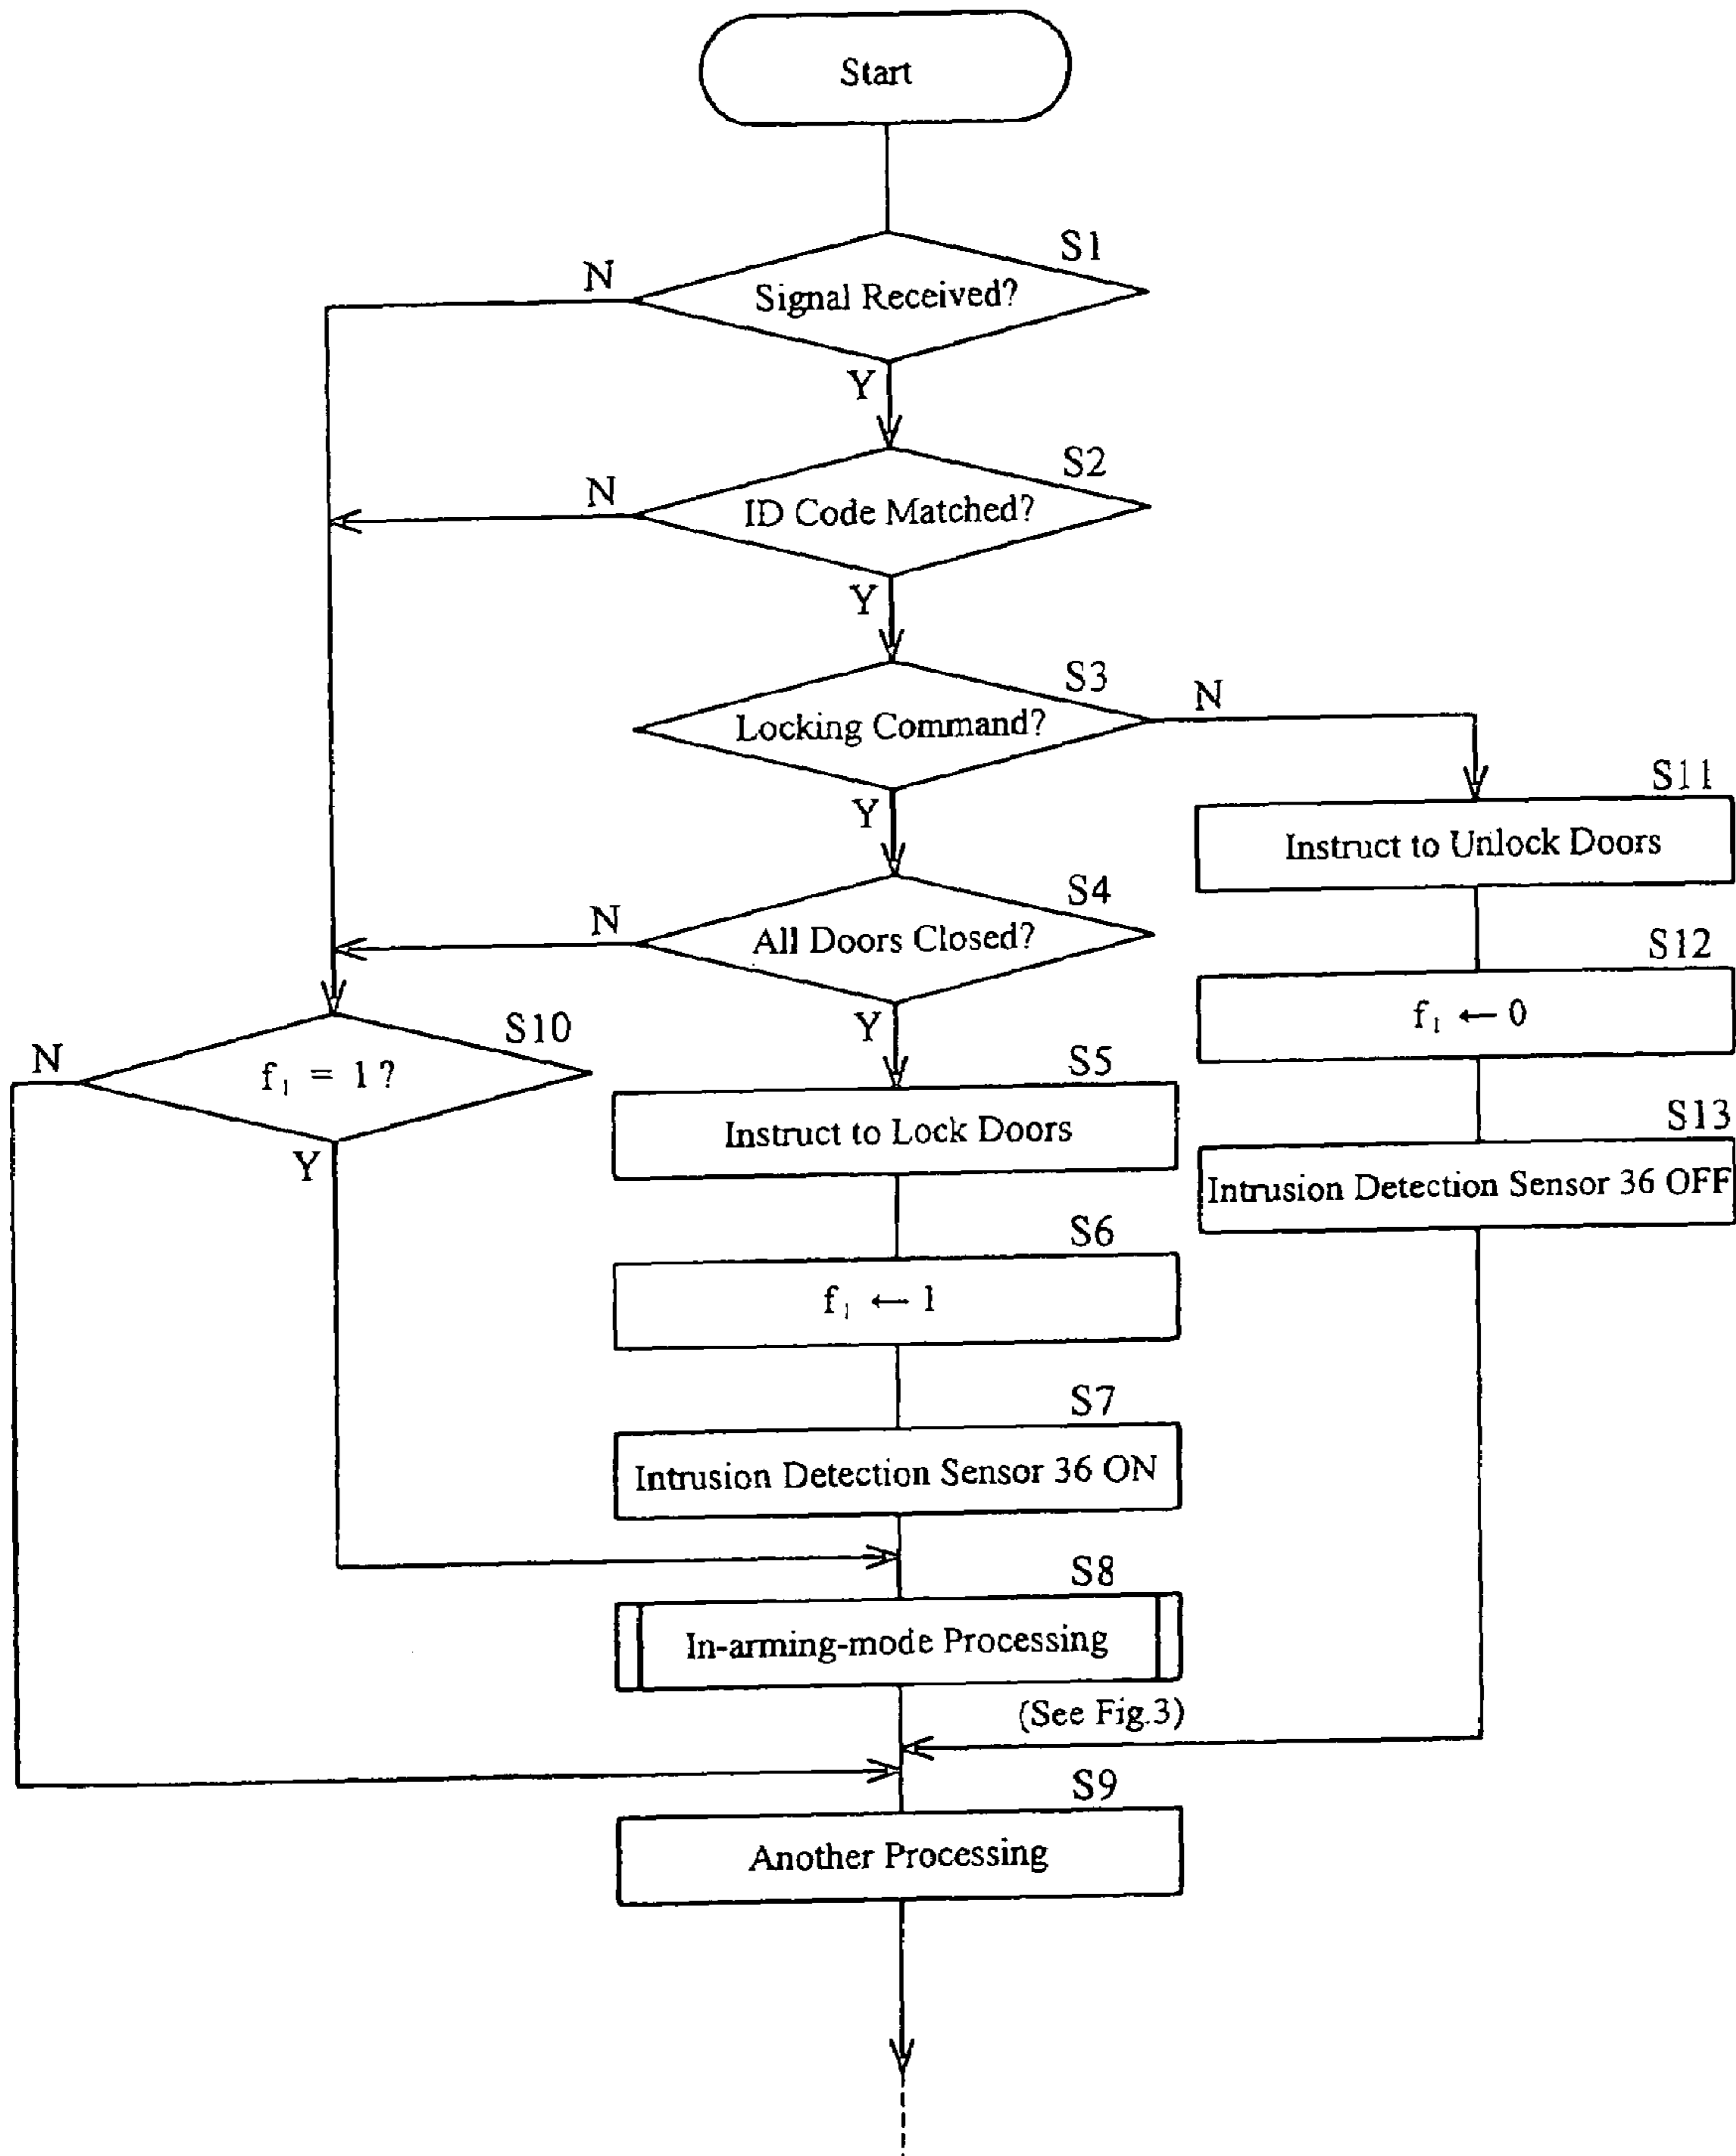 Start
S1
N
Signal Received?
Y
S2
N
ID Code Matched?
Y
S3
N
Locking Command?
Y
S11
Instruct to Unlock Doors
S4
N
All Doors Closed?
Y
S12
f₁ ← 0
S10
N
f₁ = 1?
Y
S5
Instruct to Lock Doors
S13
Intrusion Detection Sensor 36 OFF
S6
f₁ ← 1
S7
Intrusion Detection Sensor 36 ON
S8
In-arming-mode Processing
(See Fig.3)
S9
Another Processing